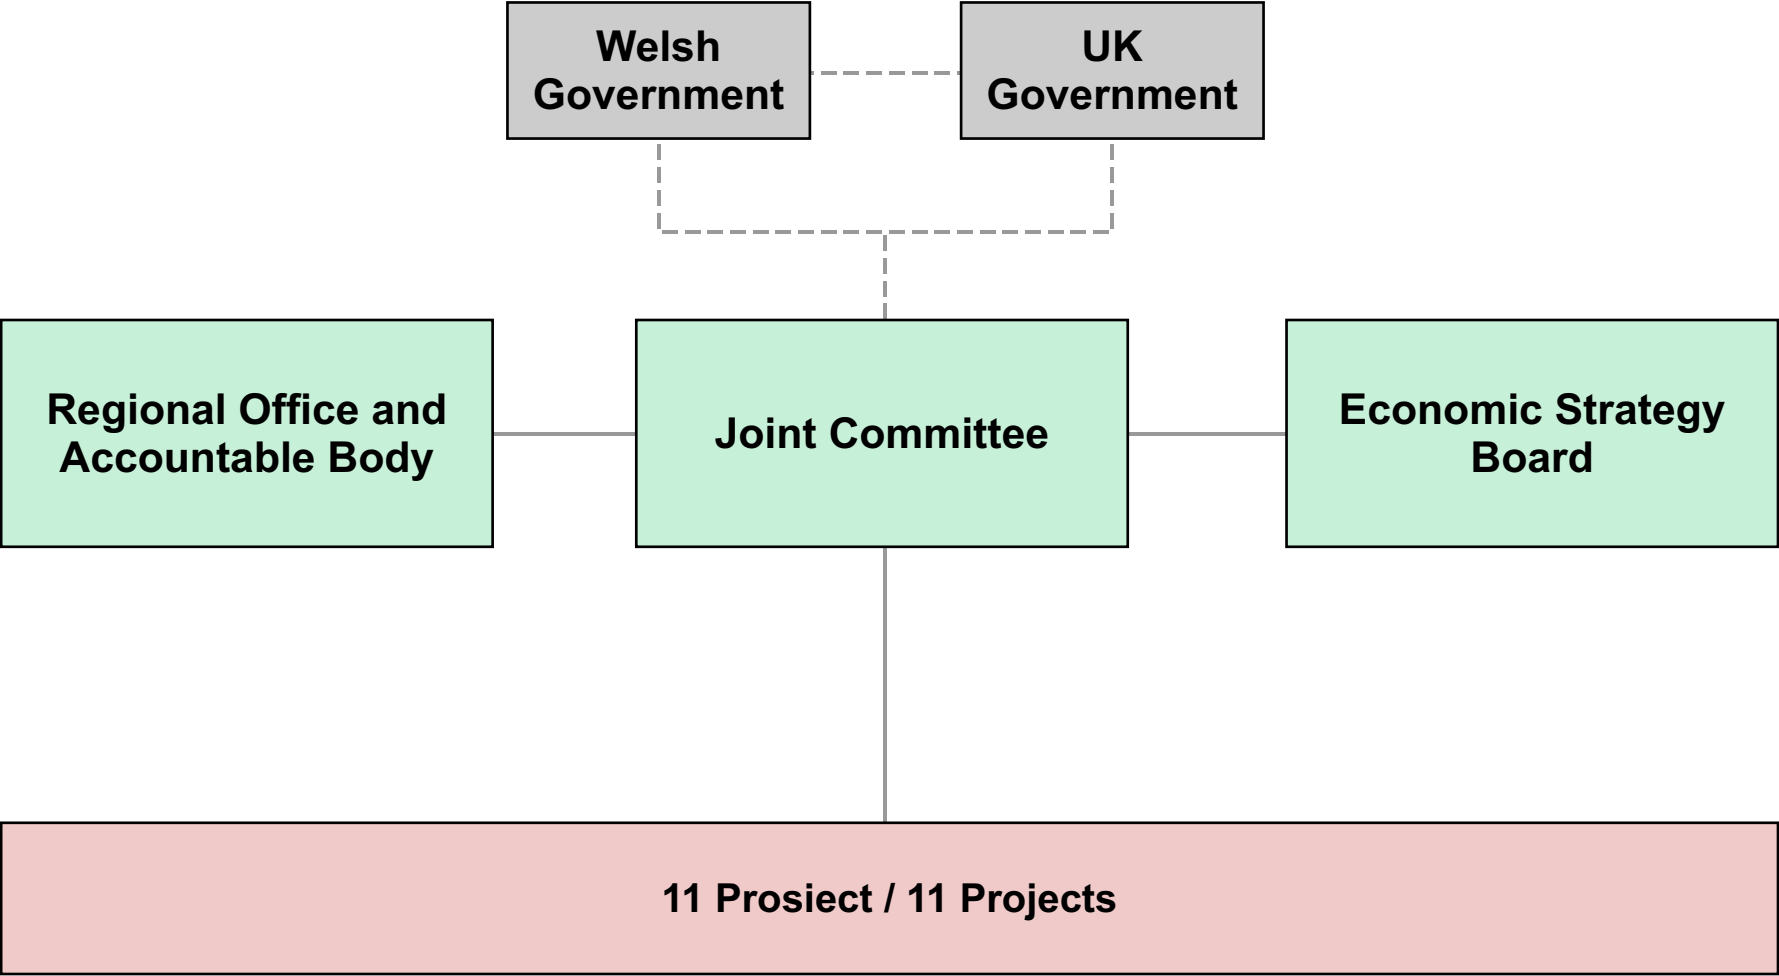 Welsh
Government
UK
Government
Regional Office and
Accountable Body
Joint Committee
Economic Strategy
Board
11 Prosiect / 11 Projects